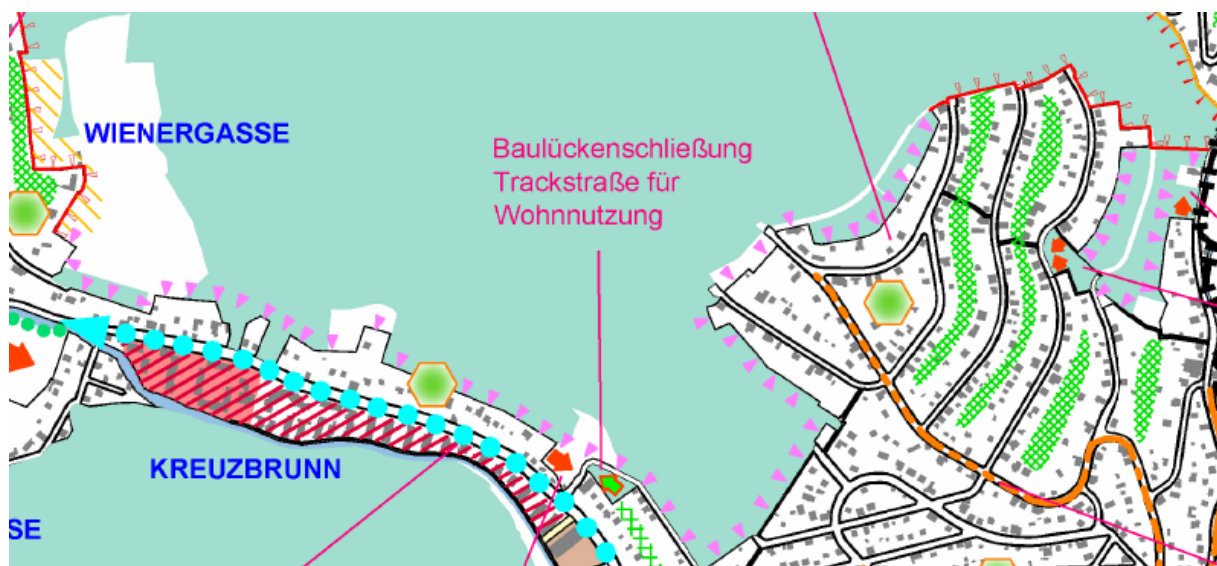 WIENERGASSE
Baulückenschließung
Trackstraße für
Wohnnutzung
KREUZBRUNN
SE